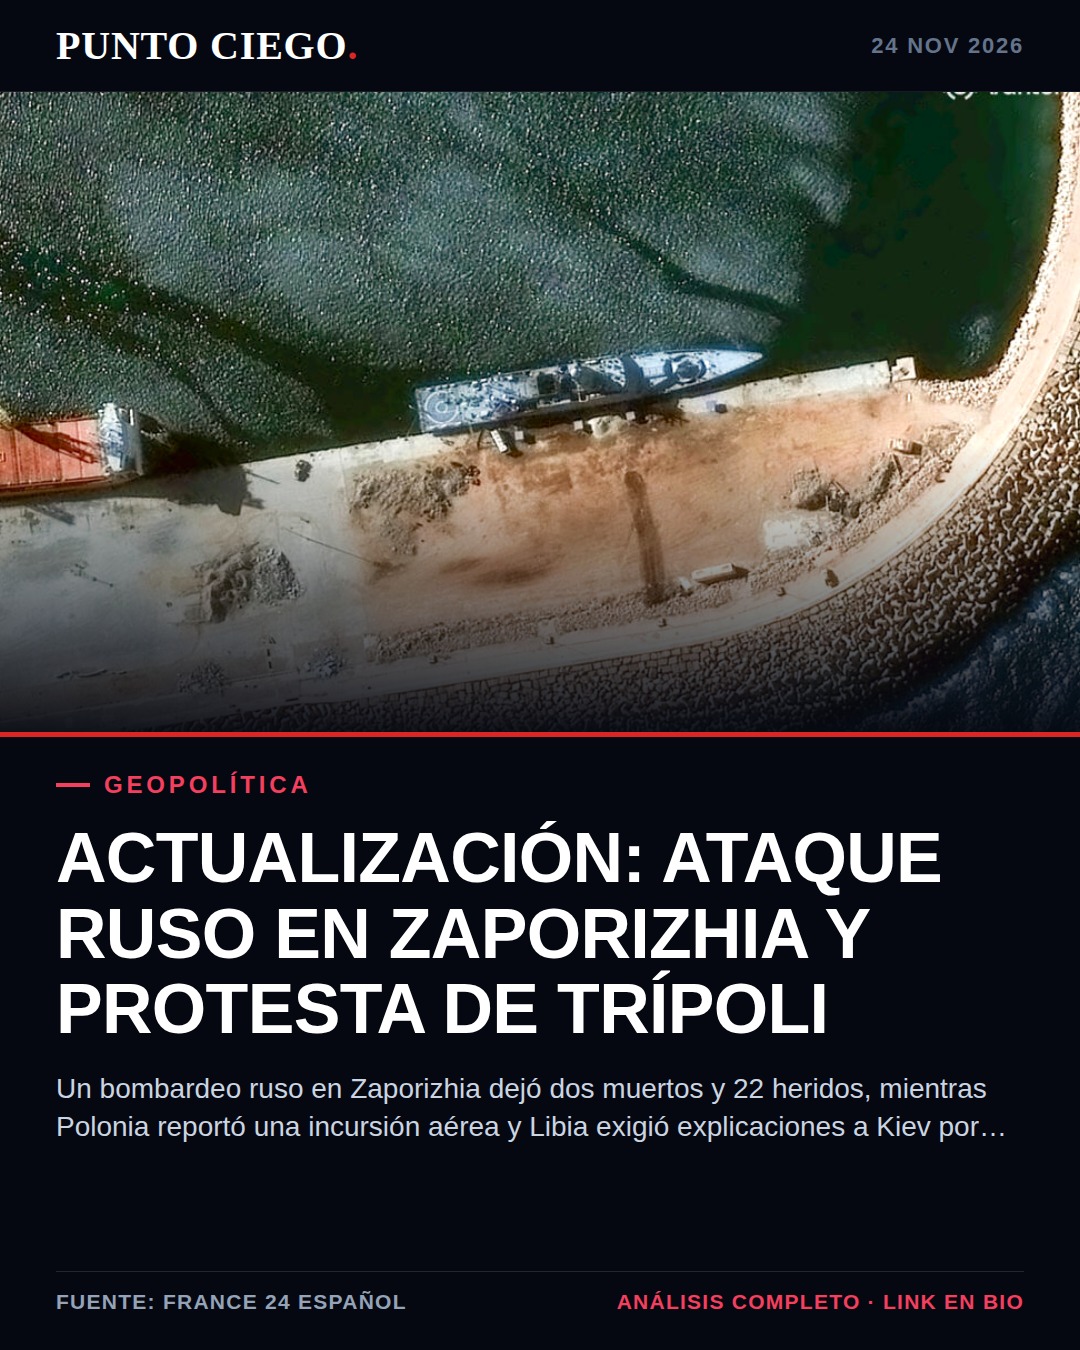 PUNTO CIEGO.
24 NOV 2026
GEOPOLÍTICA
ACTUALIZACIÓN: ATAQUE
RUSO EN ZAPORIZHIA Y
PROTESTA DE TRÍPOLI
Un bombardeo ruso en Zaporizhia dejó dos muertos y 22 heridos, mientras
Polonia reportó una incursión aérea y Libia exigió explicaciones a Kiev por…
FUENTE: FRANCE 24 ESPAÑOL
ANÁLISIS COMPLETO · LINK EN BIO